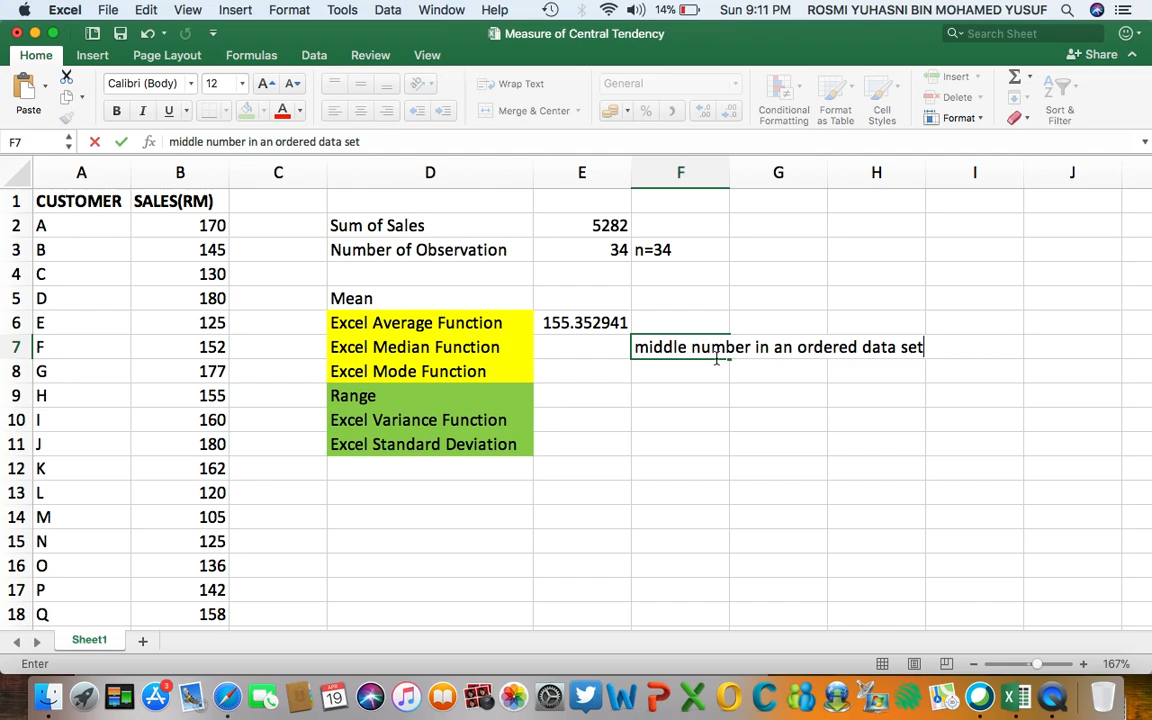 Excel File Edit View Insert Format Tools Data Window Help 14% Sun 9:11 PM ROSMI YUHASNI BIN MOHAMED YUSUF
Measure of Central Tendency Search Sheet
Home Insert Page Layout Formulas Data Review View Share
Paste Calibri (Body) 12 A A Wrap Text General Conditional Formatting Format as Table Cell Styles Insert Sort & Filter
B I U A Merge & Center % Delete
Format
F7 fx middle number in an ordered data set
A B C D E F G H I J
1 CUSTOMER SALES(RM)
2 A 170 Sum of Sales 5282
3 B 145 Number of Observation 34 n=34
4 C 130
5 D 180 Mean
6 E 125 Excel Average Function 155.352941
7 F 152 Excel Median Function middle number in an ordered data set
8 G 177 Excel Mode Function
9 H 155 Range
10 I 160 Excel Variance Function
11 J 180 Excel Standard Deviation
12 K 162
13 L 120
14 M 105
15 N 125
16 O 136
17 P 142
18 Q 158
Sheet1
Enter 167%
APR 19 3